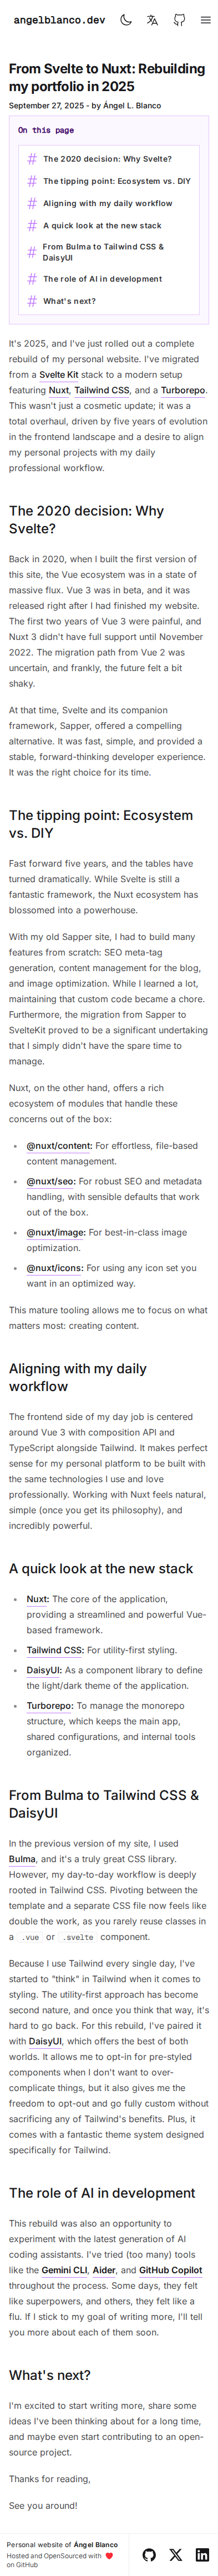 angelblanco.dev
From Svelte to Nuxt: Rebuilding
my portfolio in 2025
September 27, 2025 - by Ángel L. Blanco
On this page
# The 2020 decision: Why Svelte?
# The tipping point: Ecosystem vs. DIY
# Aligning with my daily workflow
# A quick look at the new stack
# From Bulma to Tailwind CSS &
DaisyUI
# The role of AI in development
# What's next?
It's 2025, and I've just rolled out a complete
rebuild of my personal website. I've migrated
from a Svelte Kit stack to a modern setup
featuring Nuxt, Tailwind CSS, and a Turborepo.
This wasn't just a cosmetic update; it was a
total overhaul, driven by five years of evolution
in the frontend landscape and a desire to align
my personal projects with my daily
professional workflow.
The 2020 decision: Why
Svelte?
Back in 2020, when I built the first version of
this site, the Vue ecosystem was in a state of
massive flux. Vue 3 was in beta, and it was
released right after I had finished my website.
The first two years of Vue 3 were painful, and
Nuxt 3 didn't have full support until November
2022. The migration path from Vue 2 was
uncertain, and frankly, the future felt a bit
shaky.
At that time, Svelte and its companion
framework, Sapper, offered a compelling
alternative. It was fast, simple, and provided a
stable, forward-thinking developer experience.
It was the right choice for its time.
The tipping point: Ecosystem
vs. DIY
Fast forward five years, and the tables have
turned dramatically. While Svelte is still a
fantastic framework, the Nuxt ecosystem has
blossomed into a powerhouse.
With my old Sapper site, I had to build many
features from scratch: SEO meta-tag
generation, content management for the blog,
and image optimization. While I learned a lot,
maintaining that custom code became a chore.
Furthermore, the migration from Sapper to
SvelteKit proved to be a significant undertaking
that I simply didn't have the spare time to
manage.
Nuxt, on the other hand, offers a rich
ecosystem of modules that handle these
concerns out of the box:
• @nuxt/content: For effortless, file-based
content management.
• @nuxt/seo: For robust SEO and metadata
handling, with sensible defaults that work
out of the box.
• @nuxt/image: For best-in-class image
optimization.
• @nuxt/icons: For using any icon set you
want in an optimized way.
This mature tooling allows me to focus on what
matters most: creating content.
Aligning with my daily
workflow
The frontend side of my day job is centered
around Vue 3 with composition API and
TypeScript alongside Tailwind. It makes perfect
sense for my personal platform to be built with
the same technologies I use and love
professionally. Working with Nuxt feels natural,
simple (once you get its philosophy), and
incredibly powerful.
A quick look at the new stack
• Nuxt: The core of the application,
providing a streamlined and powerful Vue-
based framework.
• Tailwind CSS: For utility-first styling.
• DaisyUI: As a component library to define
the light/dark theme of the application.
• Turborepo: To manage the monorepo
structure, which keeps the main app,
shared configurations, and internal tools
organized.
From Bulma to Tailwind CSS &
DaisyUI
In the previous version of my site, I used
Bulma, and it's a truly great CSS library.
However, my day-to-day workflow is deeply
rooted in Tailwind CSS. Pivoting between the
template and a separate CSS file now feels like
double the work, as you rarely reuse classes in
a .vue or .svelte component.
Because I use Tailwind every single day, I've
started to "think" in Tailwind when it comes to
styling. The utility-first approach has become
second nature, and once you think that way, it's
hard to go back. For this rebuild, I've paired it
with DaisyUI, which offers the best of both
worlds. It allows me to opt-in for pre-styled
components when I don't want to over-
complicate things, but it also gives me the
freedom to opt-out and go fully custom without
sacrificing any of Tailwind's benefits. Plus, it
comes with a fantastic theme system designed
specifically for Tailwind.
The role of AI in development
This rebuild was also an opportunity to
experiment with the latest generation of AI
coding assistants. I've tried (too many) tools
like the Gemini CLI, Aider, and GitHub Copilot
throughout the process. Some days, they felt
like superpowers, and others, they felt like a
flu. If I stick to my goal of writing more, I'll tell
you more about each of them soon.
What's next?
I'm excited to start writing more, share some
ideas I've been thinking about for a long time,
and maybe even start contributing to an open-
source project.
Thanks for reading,
See you around!
Personal website of Ángel Blanco
Hosted and OpenSourced with ❤
on GitHub